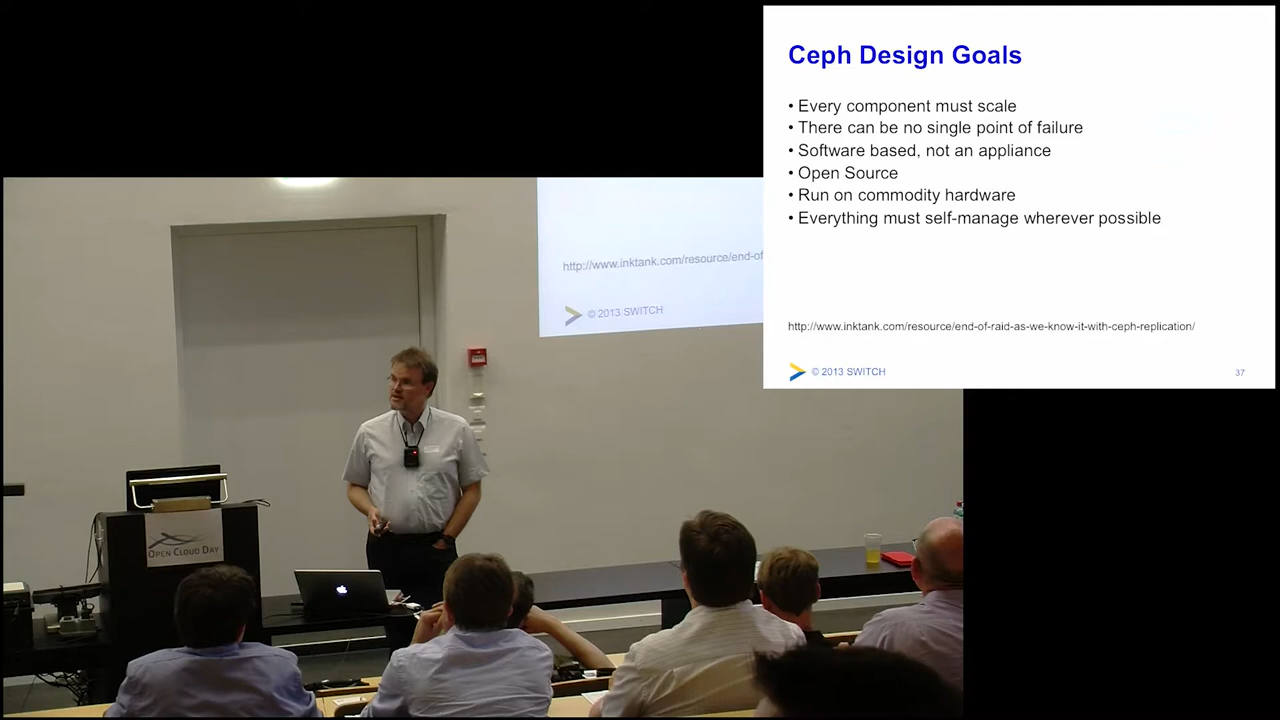 Ceph Design Goals
• Every component must scale
• There can be no single point of failure
• Software based, not an appliance
• Open Source
• Run on commodity hardware
• Everything must self-manage wherever possible
http://www.inktank.com/resource/end-of-raid-as-we-know-it-with-ceph-replication/
© 2013 SWITCH
37
http://www.inktank.com/resource/end-of
© 2013 SWITCH
OPEN CLOUD DAY